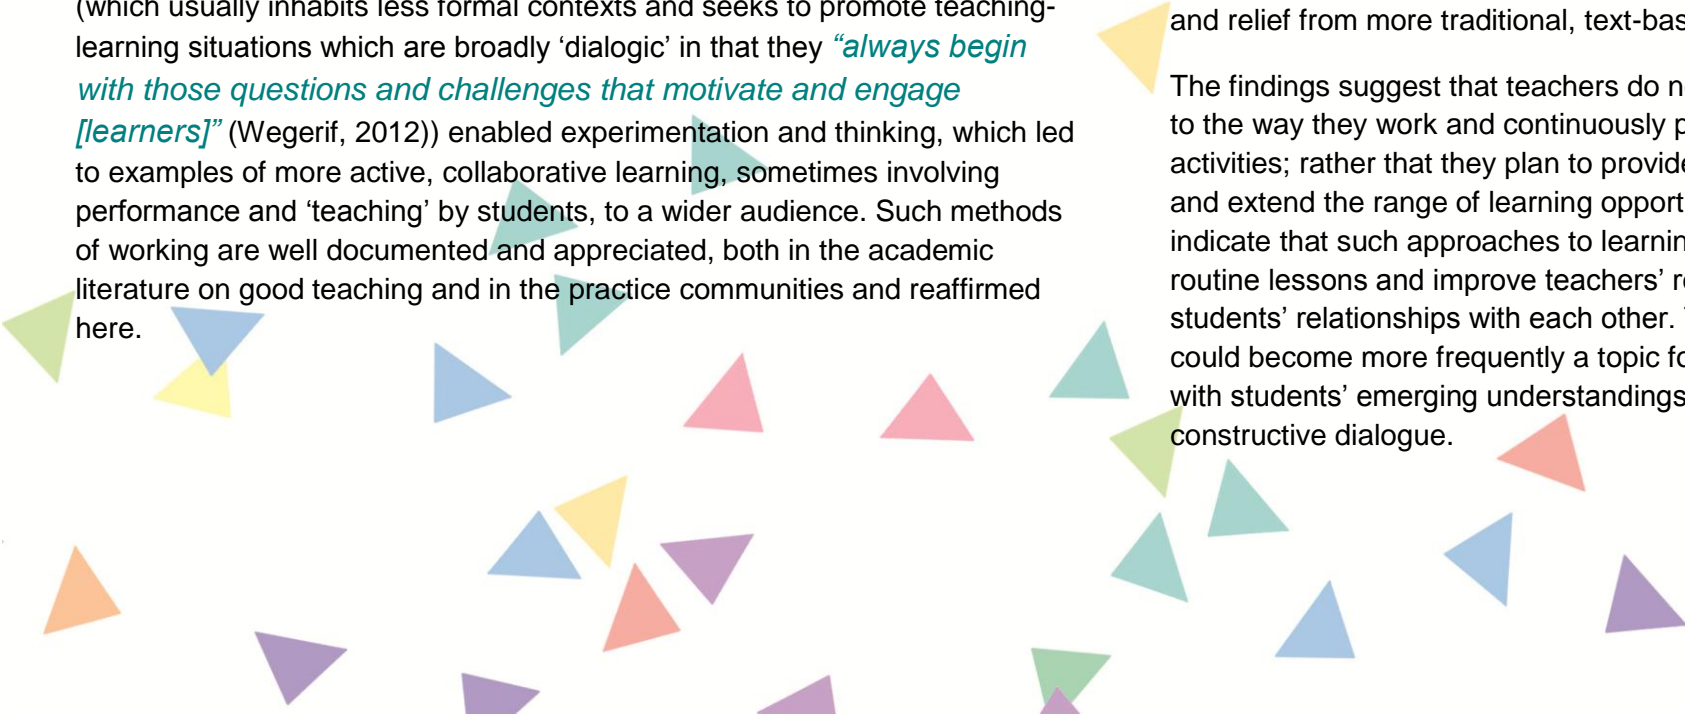 (which usually inhabits less formal contexts and seeks to promote teaching-
learning situations which are broadly ‘dialogic’ in that they “always begin
with those questions and challenges that motivate and engage
[learners]” (Wegerif, 2012)) enabled experimentation and thinking, which led
to examples of more active, collaborative learning, sometimes involving
performance and ‘teaching’ by students, to a wider audience. Such methods
of working are well documented and appreciated, both in the academic
literature on good teaching and in the practice communities and reaffirmed
here.
and relief from more traditional,
The findings suggest that teachers do
to the way they work and continuously
activities; rather that they plan to
and extend the range of learning
indicate that such approaches to
routine lessons and improve teachers’
students’ relationships with each other.
could become more frequently a topic
with students’ emerging understandings
constructive dialogue.